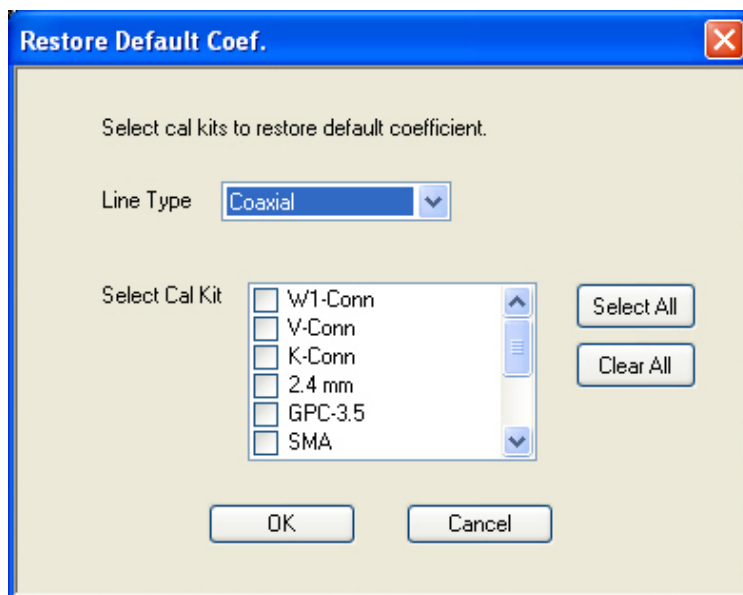 Restore Default Coef.
Select cal kits to restore default coefficient.
Line Type
Coaxial
Select Cal Kit
W1-Conn
V-Conn
K-Conn
2.4 mm
GPC-3.5
SMA
Select All
Clear All
OK
Cancel